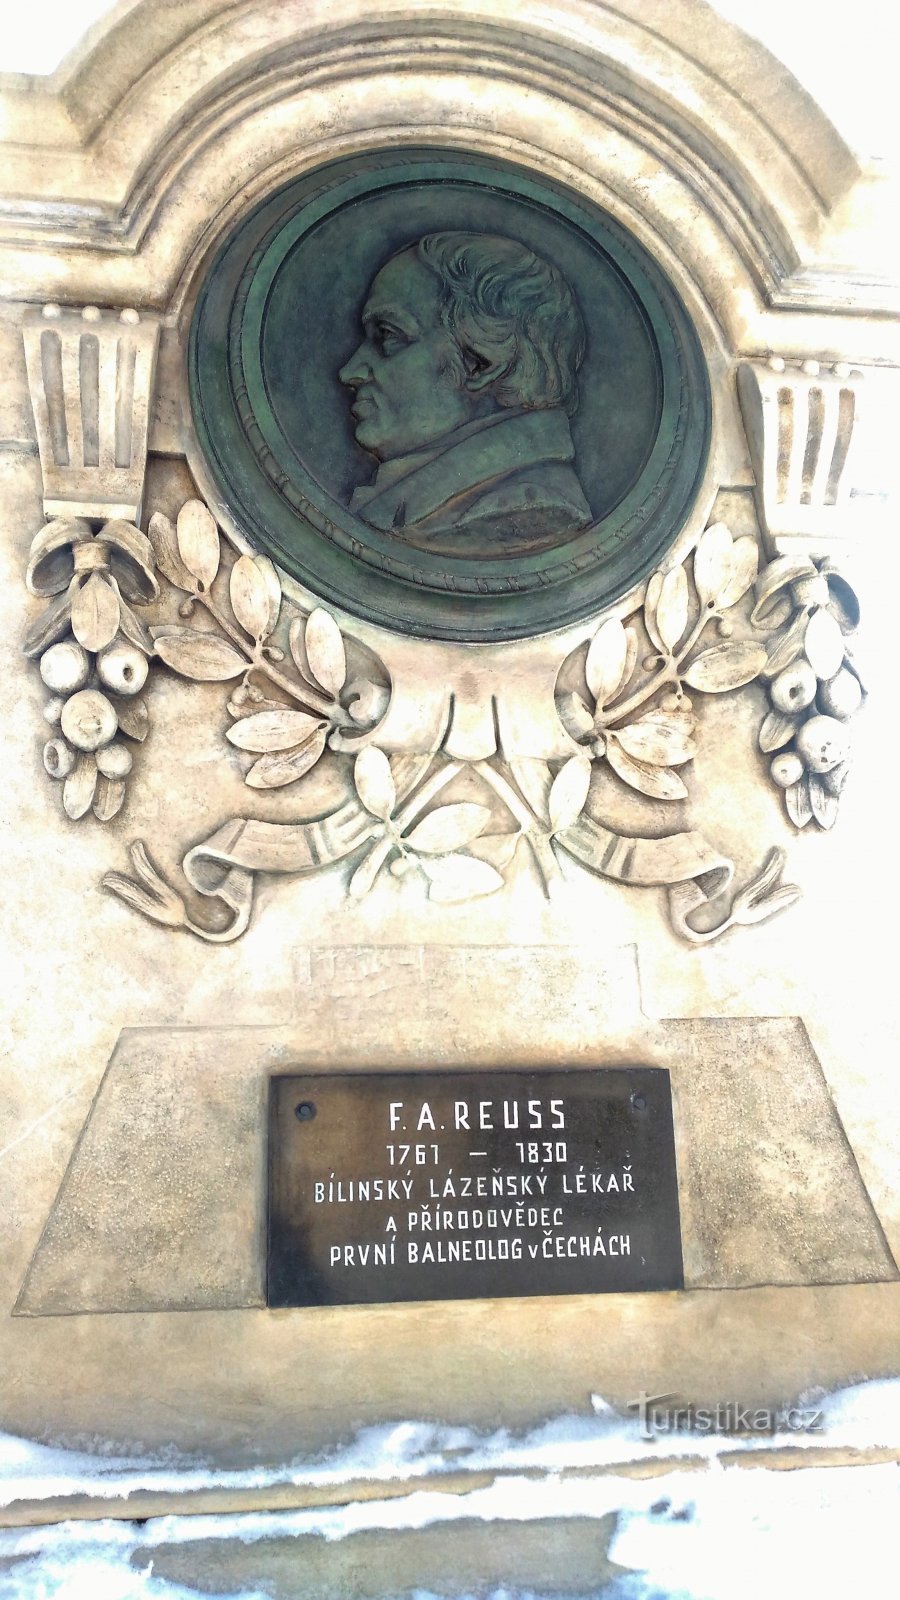 F. A. REUSS
1761 — 1830
BÍLINSKÝ LÁZEŇSKÝ LÉKAŘ
A PŘÍRODOVĚDEC
PRVNÍ BALNEOLOG V ČECHÁCH
Turistika.cz